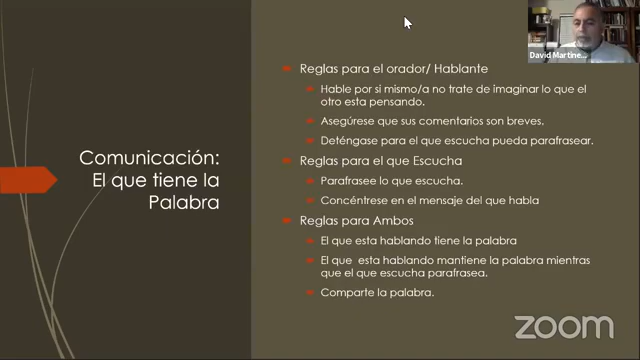 David Martine...
Comunicación:
El que tiene la
Palabra
Reglas para el orador/ Hablante
Hable por si mismo/a no trate de imaginar lo que el
otro esta pensando.
Asegúrese que sus comentarios son breves.
Deténgase para el que escucha pueda parafrasear.
Reglas para el que Escucha
Parafrasee lo que escucha.
Concéntrese en el mensaje del que habla
Reglas para Ambos
El que esta hablando tiene la palabra
El que esta hablando mantiene la palabra mientras
que el que escucha parafrasea.
Comparte la palabra.
zoom